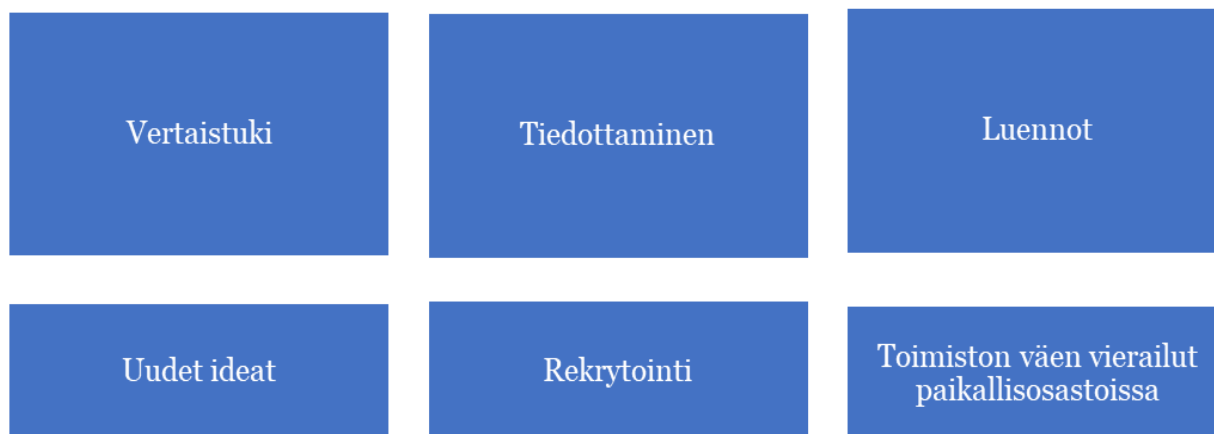 Vertaistuki
Tiedottaminen
Luennot
Uudet ideat
Rekrytointi
Toimiston väen vierailut
paikallisosastoissa